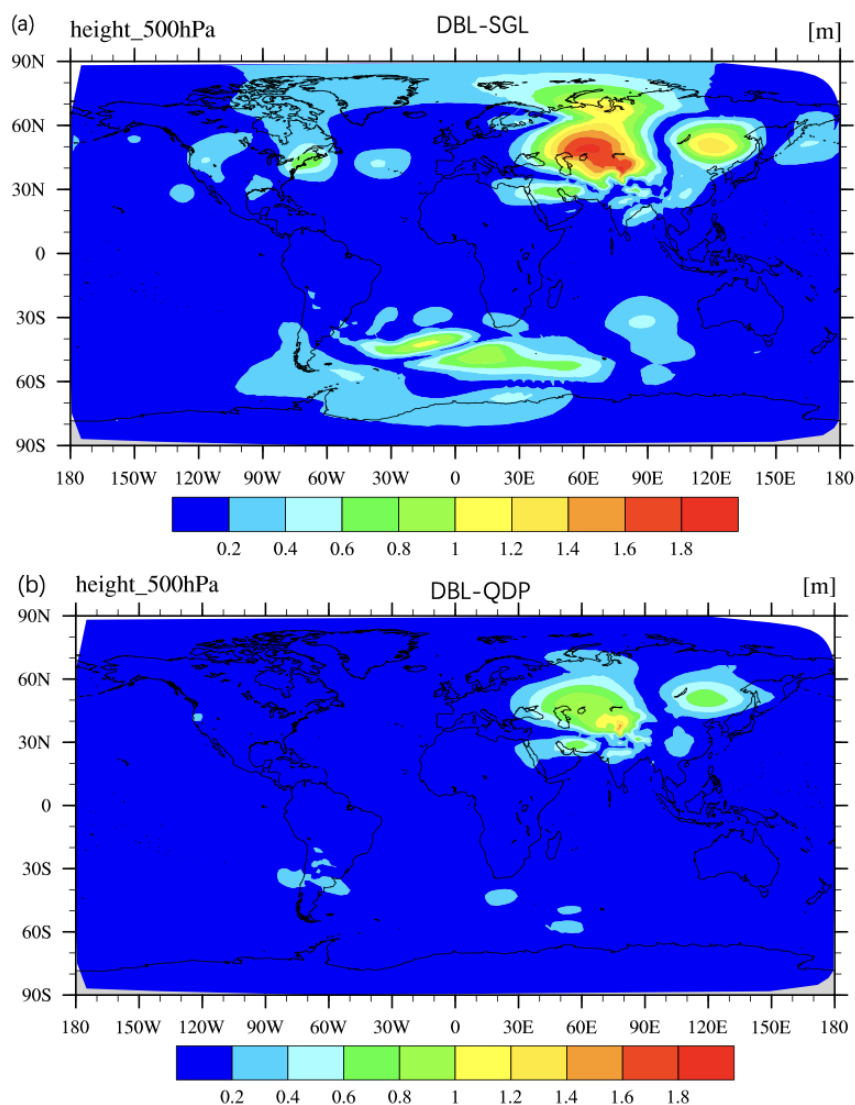 (a) height_500hPa DBL-SGL [m]
90N
60N
30N
0
30S
60S
90S
180 150W 120W 90W 60W 30W 0 30E 60E 90E 120E 150E 180
0.2 0.4 0.6 0.8 1 1.2 1.4 1.6 1.8
(b) height_500hPa DBL-QDP [m]
90N
60N
30N
0
30S
60S
90S
180 150W 120W 90W 60W 30W 0 30E 60E 90E 120E 150E 180
0.2 0.4 0.6 0.8 1 1.2 1.4 1.6 1.8